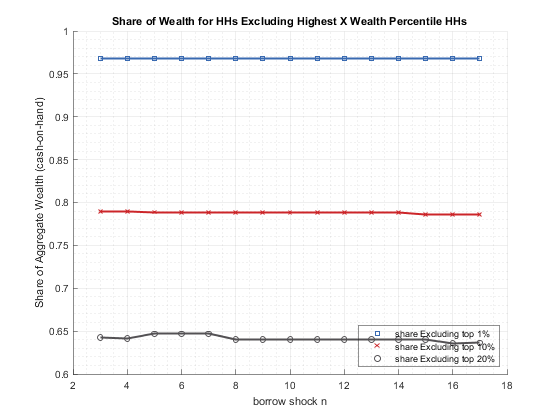 Share of Wealth for HHs Excluding Highest X Wealth Percentile HHs
1
0.95
0.9
0.85
0.8
0.75
0.7
0.65
0.6
Share of Aggregate Wealth (cash-on-hand)
share Excluding top 1%
share Excluding top 10%
share Excluding top 20%
2 4 6 8 10 12 14 16 18
borrow shock n